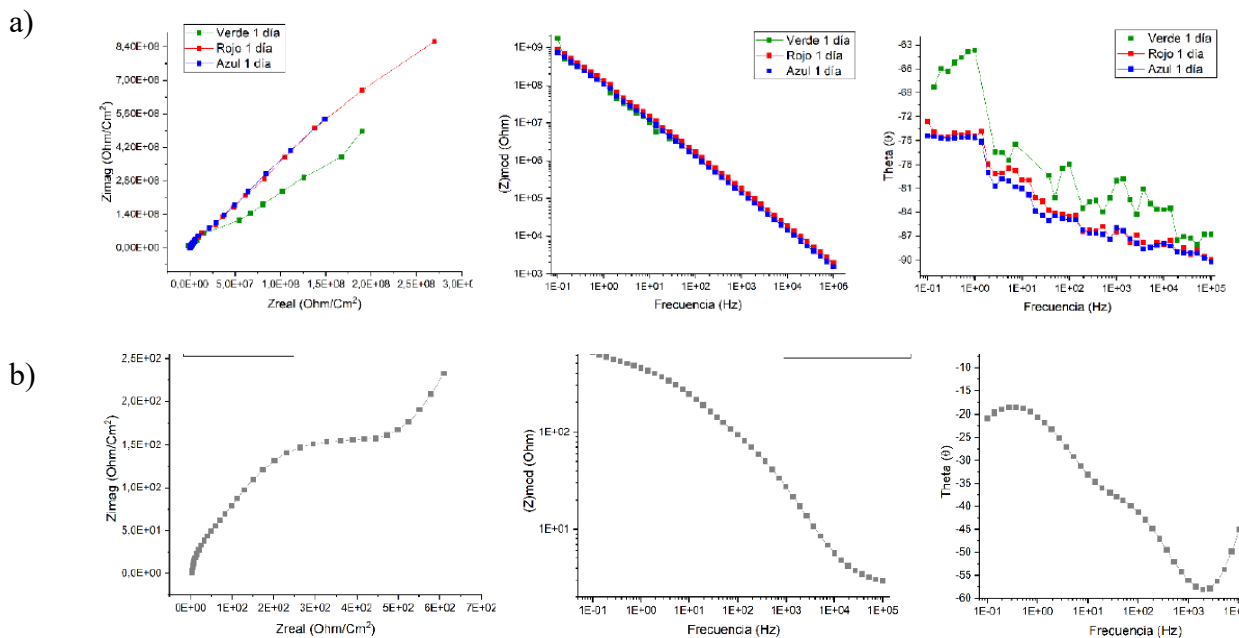 a)
Verde 1 día
Rojo 1 día
Azul 1 día
Zimag (Ohm/Cm²)
8,40E+08
7,00E+08
5,60E+08
4,20E+08
2,80E+08
1,40E+08
0,00E+00
0,0E+00 5,0E+07 1,0E+08 1,5E+08 2,0E+08 2,5E+08
Zreal (Ohm/Cm²)
Verde 1 día
Rojo 1 día
Azul 1 día
(Z)mod (Ohm)
1E+09
1E+08
1E+07
1E+06
1E+05
1E+04
1E+03
1E-01 1E+00 1E+01 1E+02 1E+03 1E+04 1E+05
Frecuencia (Hz)
Verde 1 día
Rojo 1 día
Azul 1 día
Theta (θ)
-63
-66
-69
-72
-75
-78
-81
-84
-87
-90
1E-01 1E+00 1E+01 1E+02 1E+03 1E+04 1E+05
Frecuencia (Hz)
b)
Zimag (Ohm/Cm²)
2,5E+02
2,0E+02
1,5E+02
1,0E+02
5,0E+01
0,0E+00
0E+00 1E+02 2E+02 3E+02 4E+02 5E+02 6E+02 7E+02
Zreal (Ohm/Cm²)
(Z)mod (Ohm)
1E+02
1E+01
1E-01 1E+00 1E+01 1E+02 1E+03 1E+04 1E+05
Frecuencia (Hz)
Theta (θ)
-10
-15
-20
-25
-30
-35
-40
-45
-50
-55
-60
1E-01 1E+00 1E+01 1E+02 1E+03 1E+04
Frecuencia (Hz)